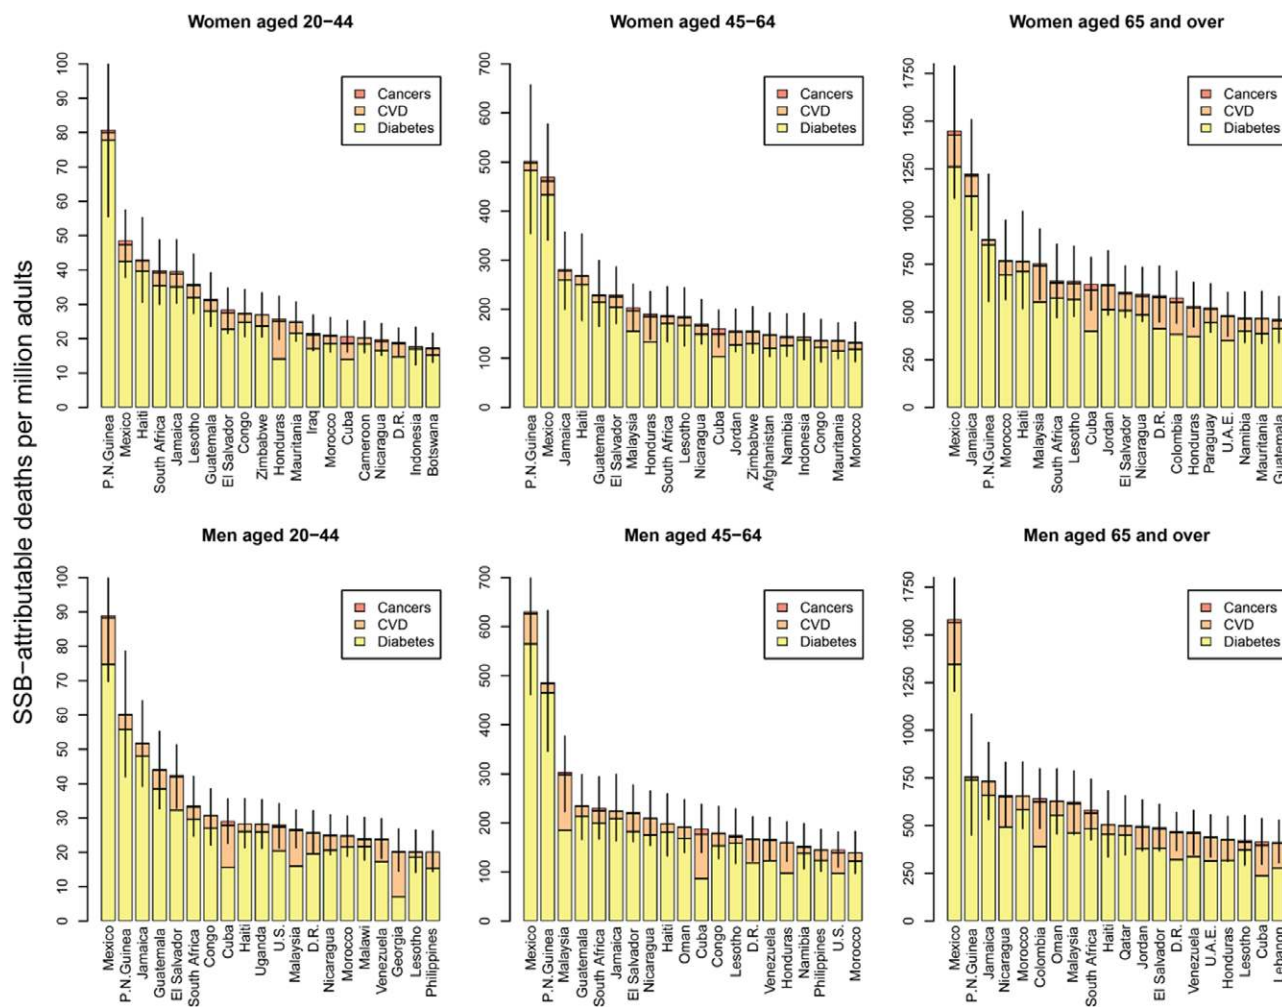 SSB−attributable deaths per million adults
Women aged 20−44
100
90
80
70
60
50
40
30
20
10
0
Cancers
CVD
Diabetes
P.N.Guinea
Mexico
Haiti
South Africa
Jamaica
Lesotho
Guatemala
El Salvador
Congo
Zimbabwe
Honduras
Mauritania
Iraq
Morocco
Cuba
Cameroon
Nicaragua
D.R.
Indonesia
Botswana
Women aged 45−64
700
600
500
400
300
200
100
0
Cancers
CVD
Diabetes
P.N.Guinea
Mexico
Jamaica
Haiti
Guatemala
El Salvador
Malaysia
Honduras
South Africa
Lesotho
Nicaragua
Cuba
Jordan
Zimbabwe
Afghanistan
Namibia
Indonesia
Congo
Mauritania
Morocco
Women aged 65 and over
1750
1500
1250
1000
750
500
250
0
Cancers
CVD
Diabetes
Mexico
Jamaica
P.N.Guinea
Morocco
Haiti
Malaysia
South Africa
Lesotho
Cuba
Jordan
El Salvador
Nicaragua
D.R.
Colombia
Honduras
Paraguay
U.A.E.
Namibia
Mauritania
Guatemala
Men aged 20−44
100
90
80
70
60
50
40
30
20
10
0
Cancers
CVD
Diabetes
Mexico
P.N.Guinea
Jamaica
Guatemala
El Salvador
South Africa
Congo
Cuba
Haiti
Uganda
U.S.
Malaysia
D.R.
Nicaragua
Morocco
Malawi
Venezuela
Georgia
Lesotho
Philippines
Men aged 45−64
700
600
500
400
300
200
100
0
Cancers
CVD
Diabetes
Mexico
P.N.Guinea
Malaysia
Guatemala
South Africa
Jamaica
El Salvador
Nicaragua
Haiti
Oman
Cuba
Congo
Lesotho
D.R.
Venezuela
Honduras
Namibia
Philippines
U.S.
Morocco
Men aged 65 and over
1750
1500
1250
1000
750
500
250
0
Cancers
CVD
Diabetes
Mexico
P.N.Guinea
Jamaica
Nicaragua
Morocco
Colombia
Oman
Malaysia
South Africa
Haiti
Qatar
Jordan
El Salvador
D.R.
Venezuela
U.A.E.
Honduras
Lesotho
Cuba
Lebanon